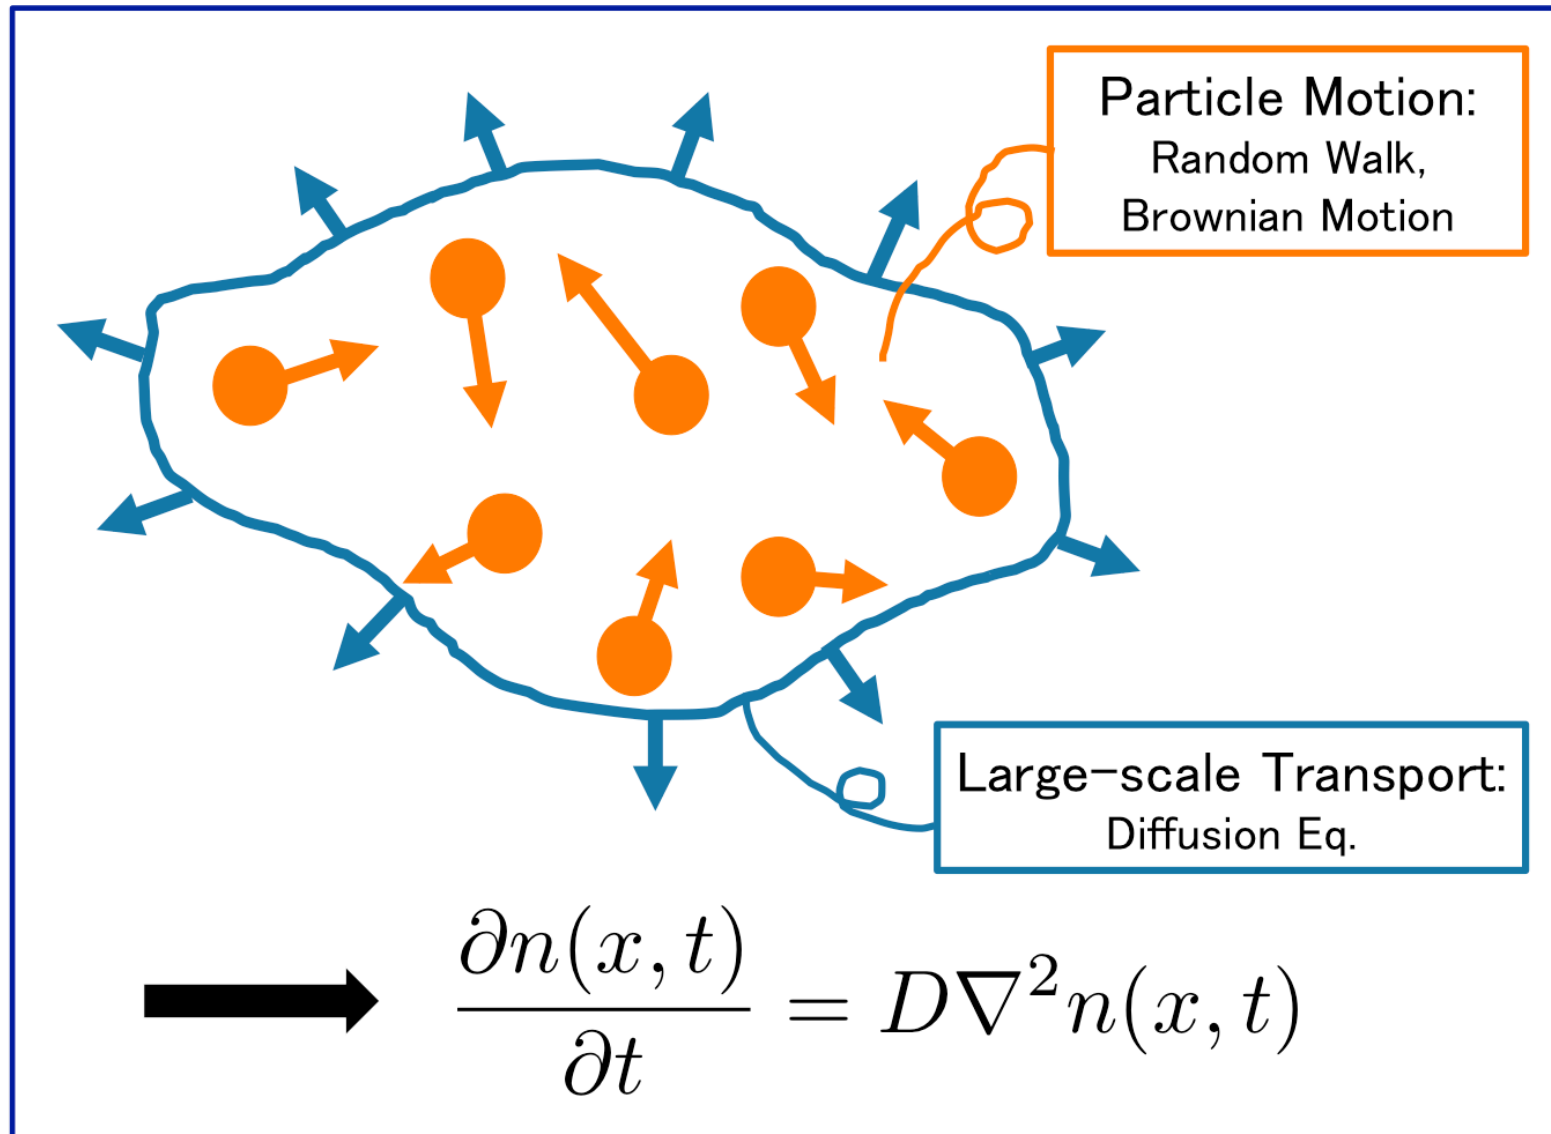 Particle Motion:
Random Walk,
Brownian Motion
Large-scale Transport:
Diffusion Eq.
∂n(x, t)/∂t = D∇²n(x, t)